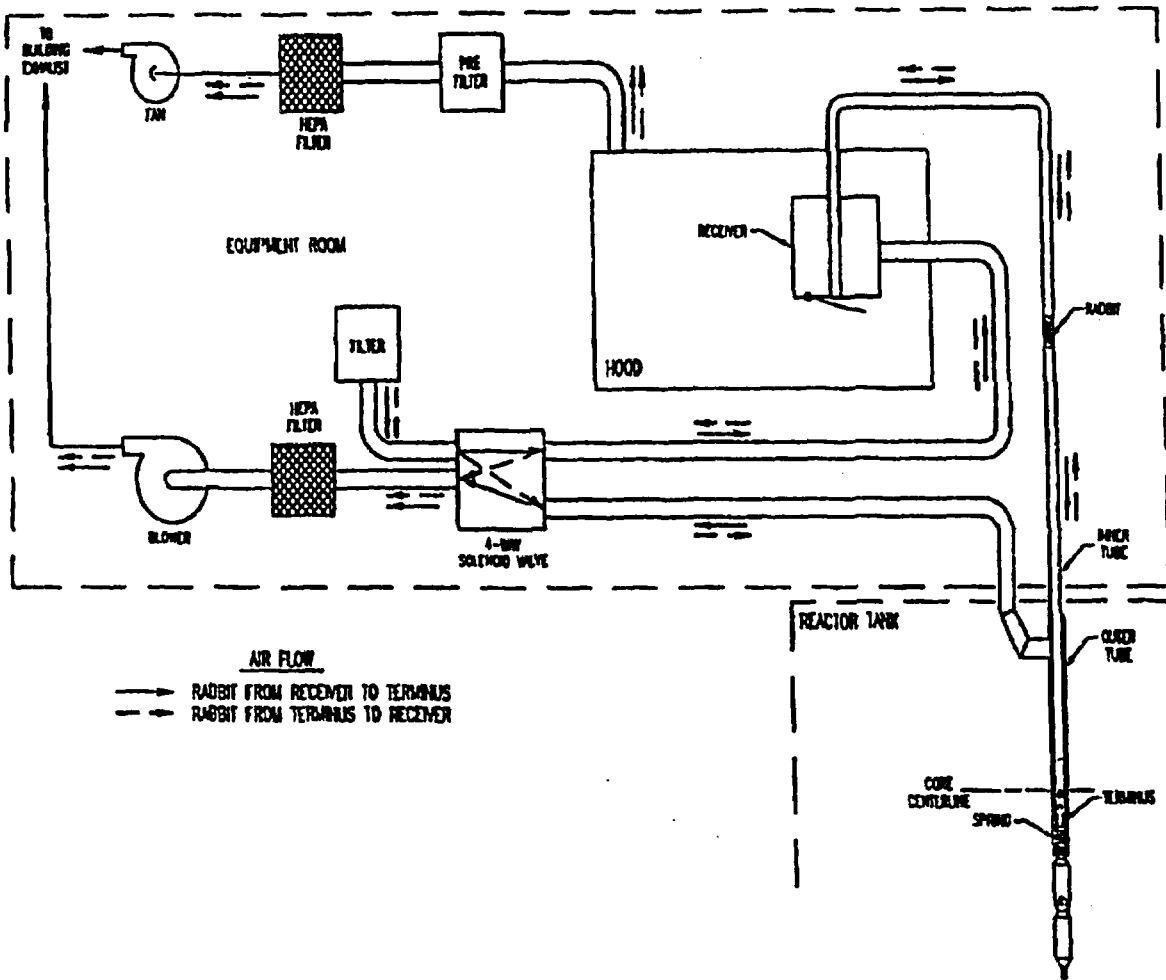 TO
BUILDING
EXHAUST
FAN
HEPA
FILTER
PRE
FILTER
EQUIPMENT ROOM
RECEIVER
RABBIT
HOOD
FILTER
HEPA
FILTER
BLOWER
4-WAY
SOLENOID VALVE
INNER
TUBE
REACTOR TANK
OUTER
TUBE
AIR FLOW
RABBIT FROM RECEIVER TO TERMINUS
RABBIT FROM TERMINUS TO RECEIVER
CORE
CENTERLINE
TERMINUS
SPRING